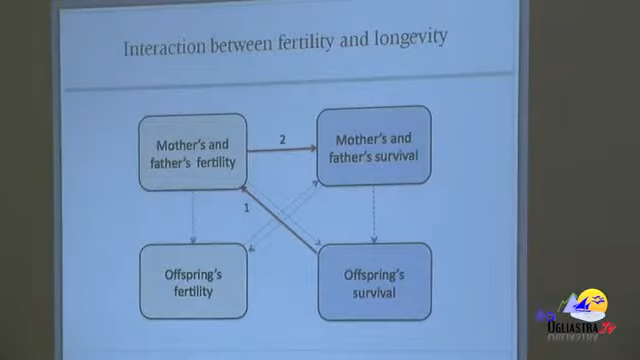 Interaction between fertility and longevity
Mother's and
father's fertility
2
Mother's and
father's survival
1
Offspring's
fertility
Offspring's
survival
OGLIASTRA.TV